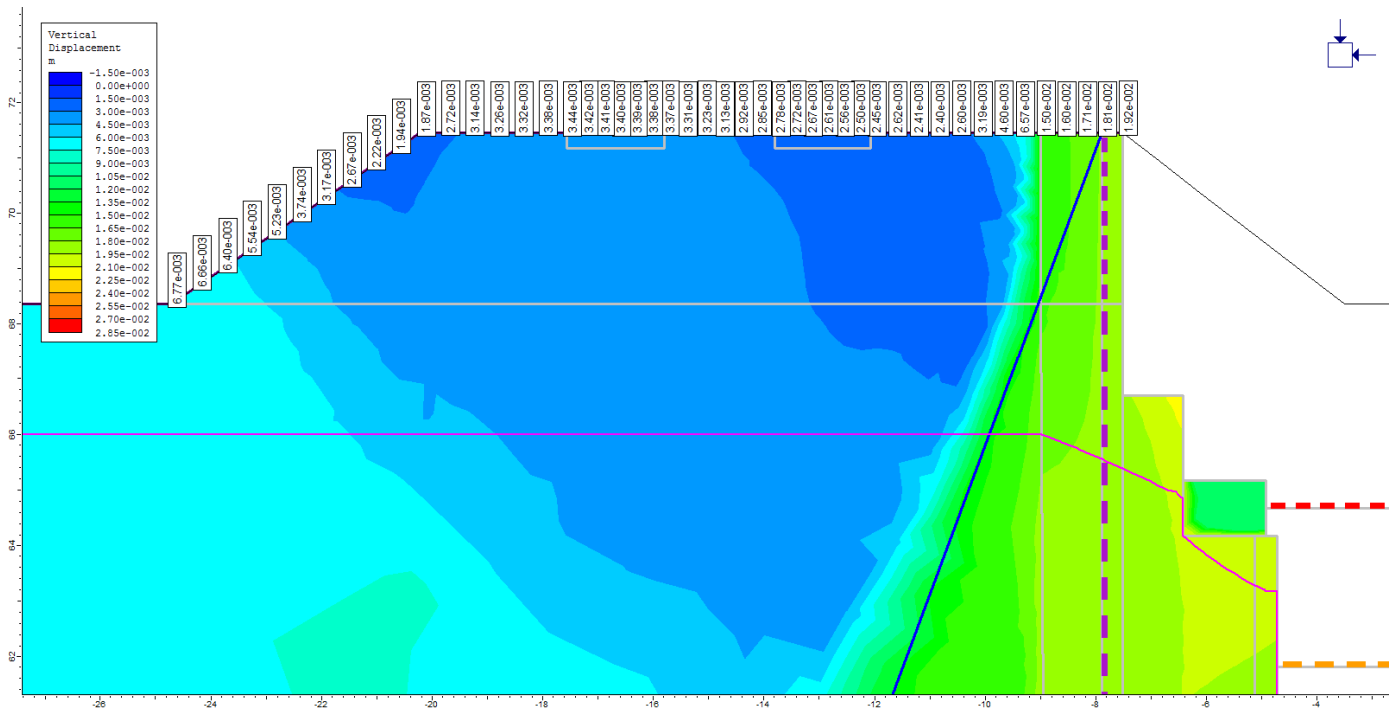 Vertical
Displacement
m
-1.50e-003
0.00e+000
1.50e-003
3.00e-003
4.50e-003
6.00e-003
7.50e-003
9.00e-003
1.05e-002
1.20e-002
1.35e-002
1.50e-002
1.65e-002
1.80e-002
1.95e-002
2.10e-002
2.25e-002
2.40e-002
2.55e-002
2.70e-002
2.85e-002
6.77e-003
6.66e-003
6.40e-003
5.54e-003
5.23e-003
3.74e-003
3.17e-003
2.67e-003
2.22e-003
1.94e-003
1.87e-003
2.72e-003
3.14e-003
3.26e-003
3.32e-003
3.38e-003
3.44e-003
3.42e-003
3.41e-003
3.40e-003
3.39e-003
3.38e-003
3.37e-003
3.31e-003
3.23e-003
3.13e-003
2.92e-003
2.85e-003
2.78e-003
2.72e-003
2.67e-003
2.61e-003
2.56e-003
2.50e-003
2.45e-003
2.62e-003
2.41e-003
2.40e-003
2.60e-003
3.19e-003
4.60e-003
6.57e-003
1.50e-002
1.60e-002
1.71e-002
1.81e-002
1.92e-002
72
70
68
66
64
62
-26
-24
-22
-20
-18
-16
-14
-12
-10
-8
-6
-4